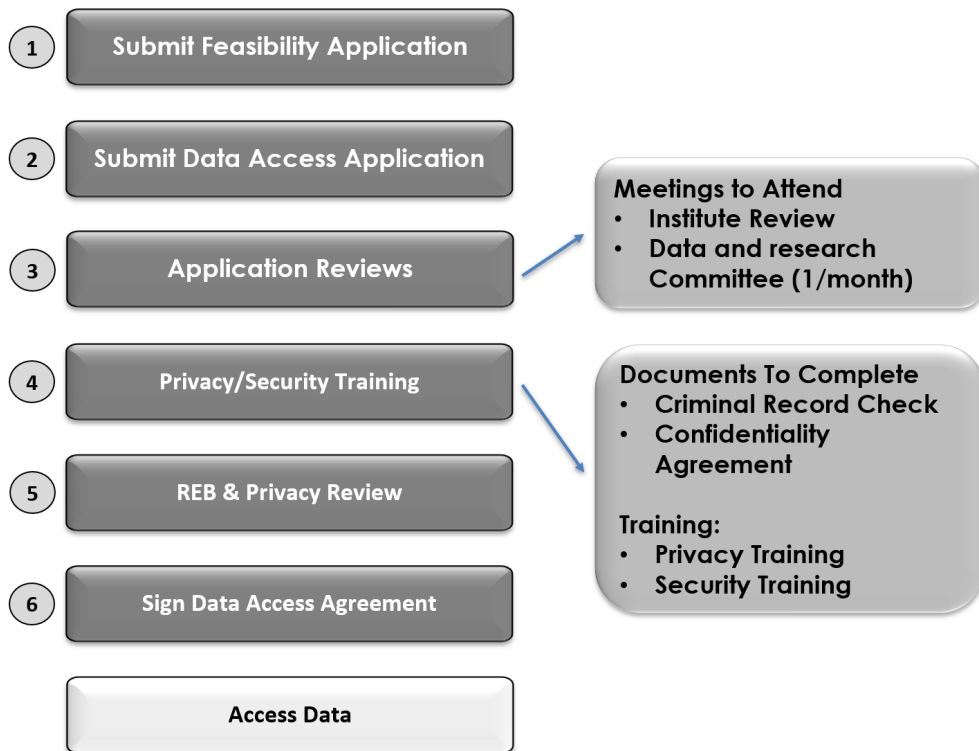 1
Submit Feasibility Application
2
Submit Data Access Application
3
Application Reviews
Meetings to Attend
• Institute Review
• Data and research
Committee (1/month)
4
Privacy/Security Training
Documents To Complete
• Criminal Record Check
• Confidentiality
Agreement
Training:
• Privacy Training
• Security Training
5
REB & Privacy Review
6
Sign Data Access Agreement
Access Data